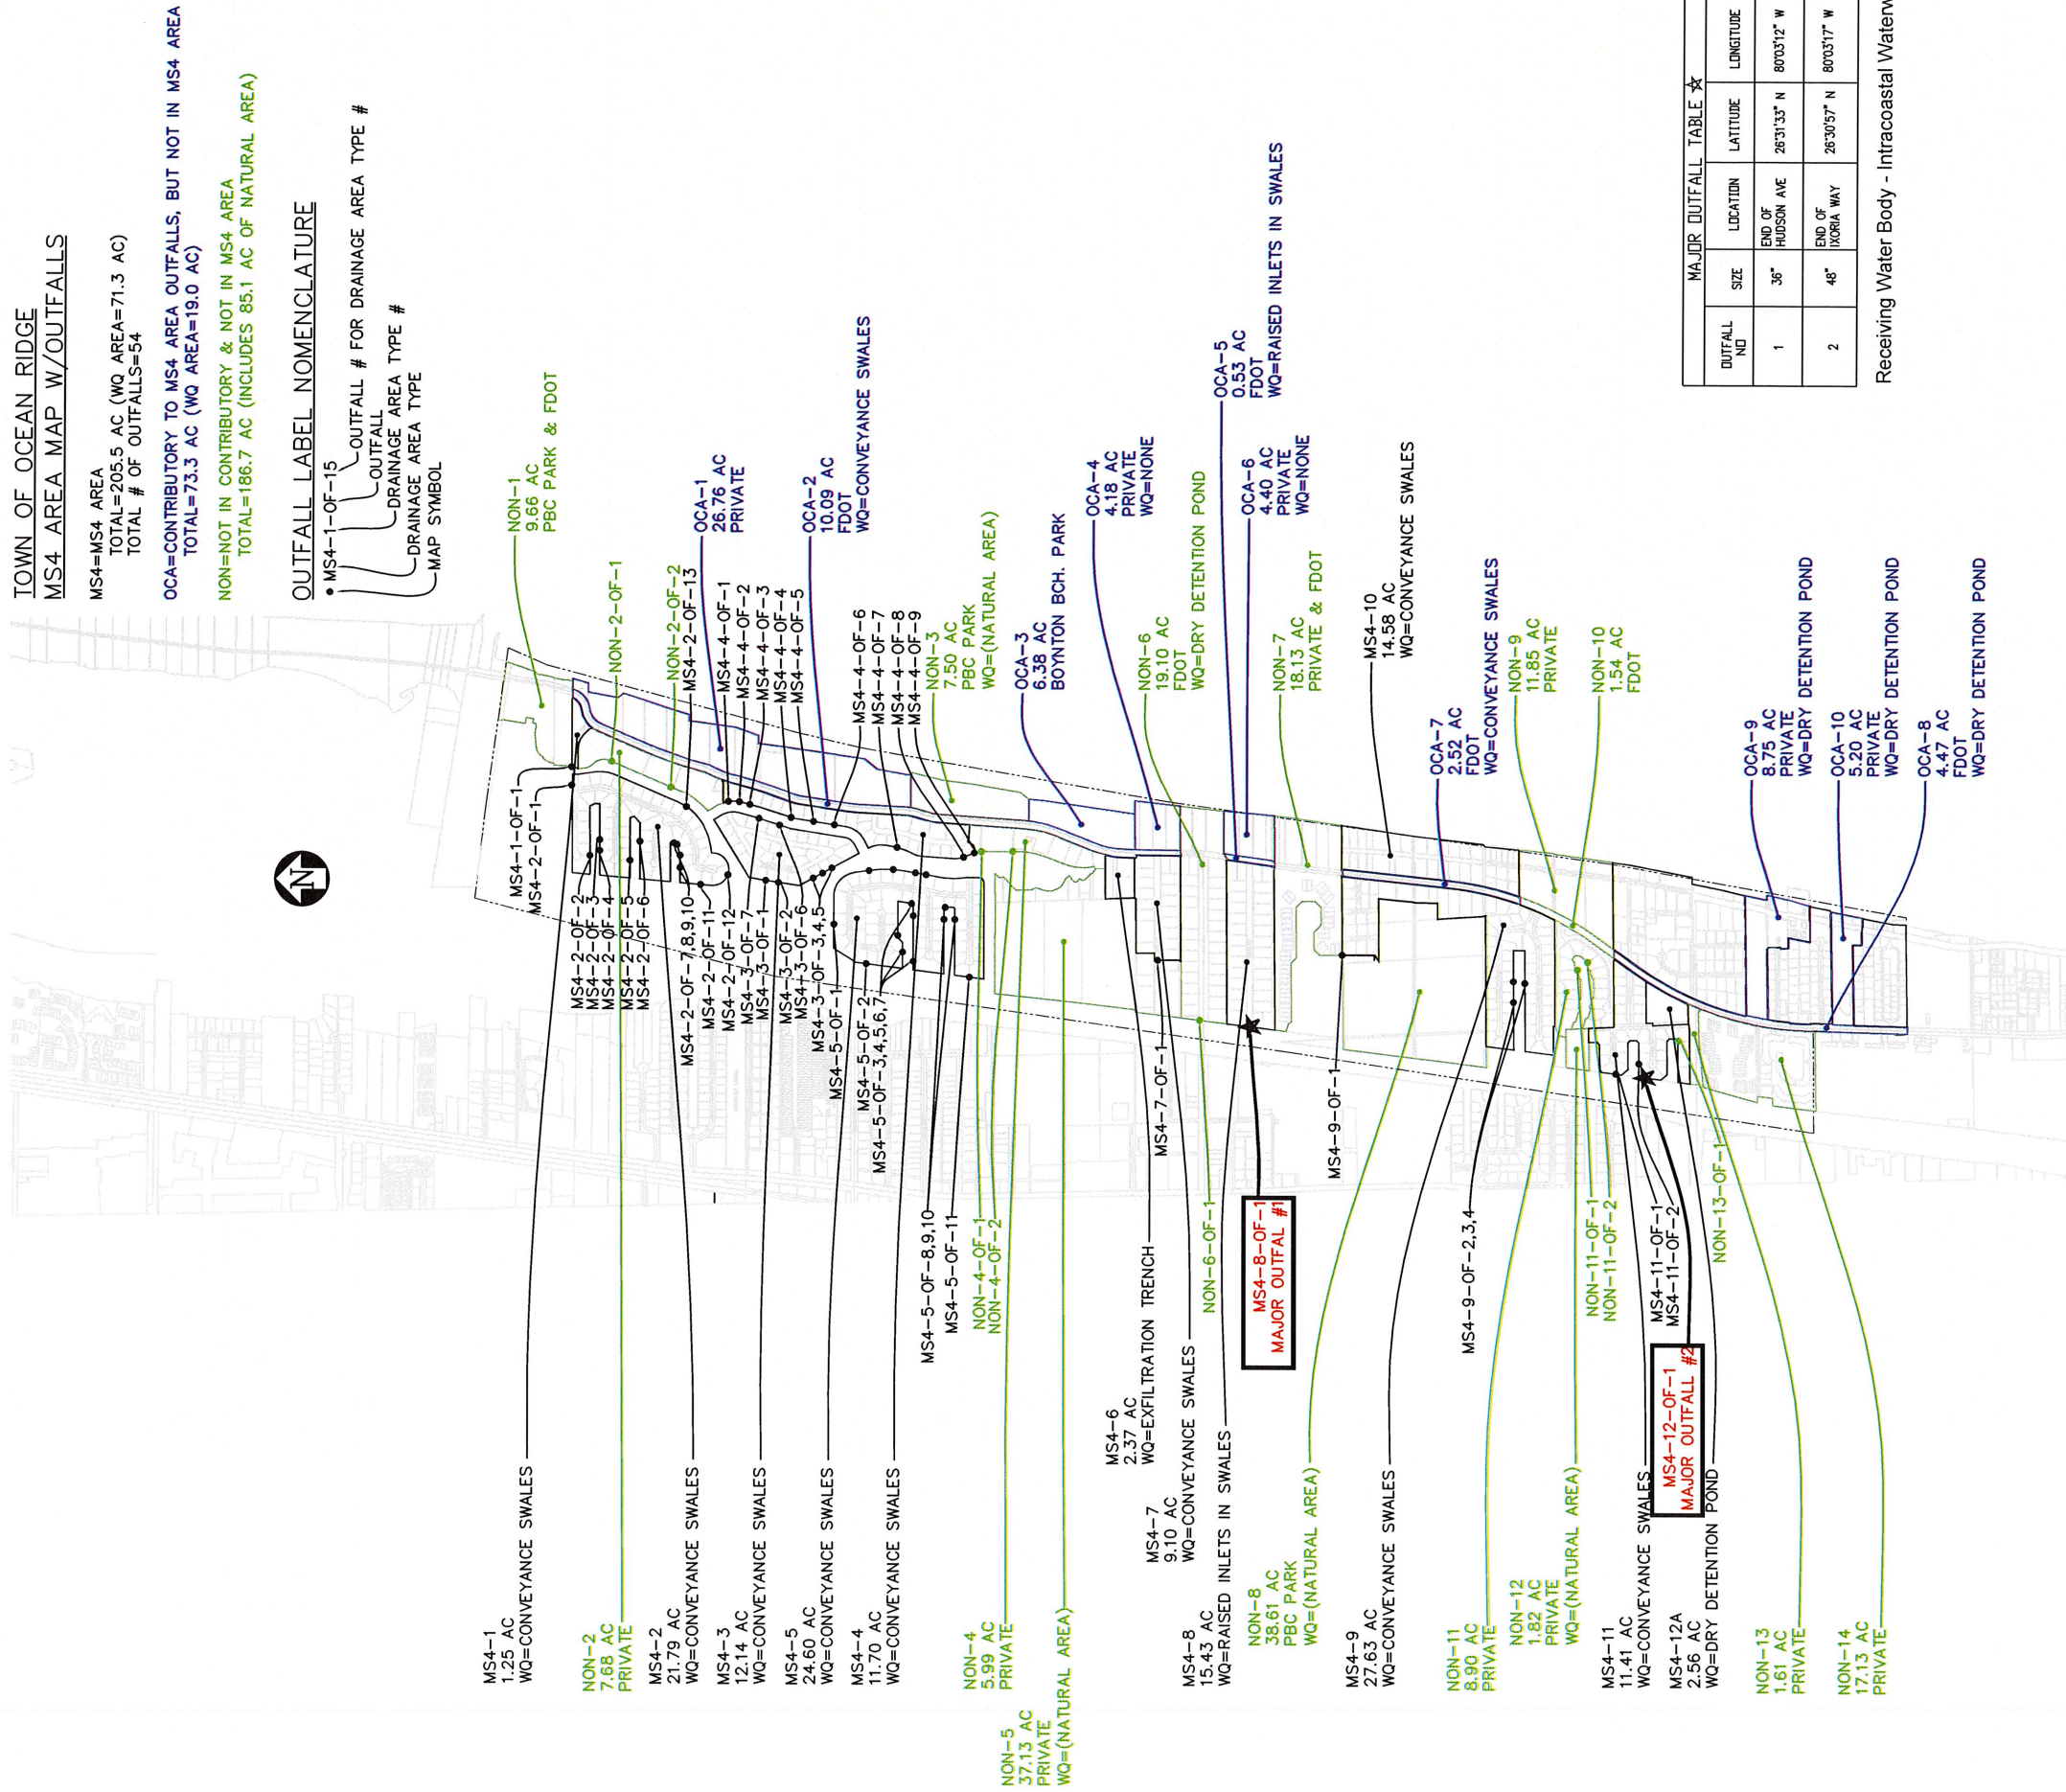 TOWN OF OCEAN RIDGE
MS4 AREA MAP W/OUTFALLS
MS4=MS4 AREA
TOTAL=205.5 AC (WQ AREA=71.3 AC)
TOTAL # OF OUTFALLS=54
OCA=CONTRIBUTORY TO MS4 AREA OUTFALLS, BUT NOT IN MS4 AREA
TOTAL=73.3 AC (WQ AREA=19.0 AC)
NON=NOT IN CONTRIBUTORY & NOT IN MS4 AREA
TOTAL=186.7 AC (INCLUDES 85.1 AC OF NATURAL AREA)
OUTFALL LABEL NOMENCLATURE
MS4-1-OF-15
OUTFALL # FOR DRAINAGE AREA TYPE #
OUTFALL
DRAINAGE AREA TYPE #
DRAINAGE AREA TYPE
MAP SYMBOL
N
NON-1
9.66 AC
PBC PARK & FDOT
NON-2-OF-1
NON-2-OF-2
MS4-2-OF-13
OCA-1
26.76 AC
PRIVATE
MS4-4-OF-1
MS4-4-OF-2
MS4-4-OF-3
MS4-4-OF-4
MS4-4-OF-5
OCA-2
10.09 AC
FDOT
WQ=CONVEYANCE SWALES
MS4-4-OF-6
MS4-4-OF-7
MS4-4-OF-8
MS4-4-OF-9
NON-3
7.50 AC
PBC PARK
WQ=(NATURAL AREA)
OCA-3
6.38 AC
BOYNTON BCH. PARK
OCA-4
4.18 AC
PRIVATE
WQ=NONE
NON-6
19.10 AC
FDOT
WQ=DRY DETENTION POND
OCA-5
0.53 AC
FDOT
WQ=RAISED INLETS IN SWALES
OCA-6
4.40 AC
PRIVATE
WQ=NONE
NON-7
18.13 AC
PRIVATE & FDOT
MS4-10
14.58 AC
WQ=CONVEYANCE SWALES
OCA-7
2.52 AC
FDOT
WQ=CONVEYANCE SWALES
NON-9
11.85 AC
PRIVATE
NON-10
1.54 AC
FDOT
OCA-9
8.75 AC
PRIVATE
WQ=DRY DETENTION POND
OCA-10
5.20 AC
PRIVATE
WQ=DRY DETENTION POND
OCA-8
4.47 AC
FDOT
WQ=DRY DETENTION POND
MS4-1-OF-1
MS4-2-OF-1
MS4-2-OF-2
MS4-2-OF-3
MS4-2-OF-4
MS4-2-OF-5
MS4-2-OF-6
MS4-2-OF-7,8,9,10
MS4-2-OF-11
MS4-2-OF-12
MS4-3-OF-7
MS4-3-OF-1
MS4-3-OF-2
MS4-3-OF-6
MS4-3-OF-3,4,5
MS4-5-OF-1
MS4-5-OF-2
MS4-5-OF-3,4,5,6,7
MS4-5-OF-8,9,10
MS4-5-OF-11
NON-4-OF-1
NON-4-OF-2
MS4-7-OF-1
NON-6-OF-1
MS4-8-OF-1
MAJOR OUTFAL #1
MS4-9-OF-1
MS4-9-OF-2,3,4
NON-11-OF-1
NON-11-OF-2
MS4-11-OF-1
MS4-11-OF-2
MS4-12-OF-1
MAJOR OUTFALL #2
NON-13-OF-1
MS4-1
1.25 AC
WQ=CONVEYANCE SWALES
NON-2
7.68 AC
PRIVATE
MS4-2
21.79 AC
WQ=CONVEYANCE SWALES
MS4-3
12.14 AC
WQ=CONVEYANCE SWALES
MS4-5
24.60 AC
WQ=CONVEYANCE SWALES
MS4-4
11.70 AC
WQ=CONVEYANCE SWALES
NON-4
5.99 AC
PRIVATE
NON-5
37.13 AC
PRIVATE
WQ=(NATURAL AREA)
MS4-6
2.37 AC
WQ=EXFILTRATION TRENCH
MS4-7
9.10 AC
WQ=CONVEYANCE SWALES
MS4-8
15.43 AC
WQ=RAISED INLETS IN SWALES
NON-8
38.61 AC
PBC PARK
WQ=(NATURAL AREA)
MS4-9
27.63 AC
WQ=CONVEYANCE SWALES
NON-11
8.90 AC
PRIVATE
NON-12
1.82 AC
PRIVATE
WQ=(NATURAL AREA)
MS4-11
11.41 AC
WQ=CONVEYANCE SWALES
MS4-12A
2.56 AC
WQ=DRY DETENTION POND
NON-13
1.61 AC
PRIVATE
NON-14
17.13 AC
PRIVATE
MAJOR OUTFALL TABLE
OUTFALL NO SIZE LOCATION LATITUDE LONGITUDE
1 36" END OF HUDSON AVE 26°31'33" N 80°03'12" W
2 48" END OF IXORIA WAY 26°30'57" N 80°03'17" W
Receiving Water Body - Intracoastal Waterw